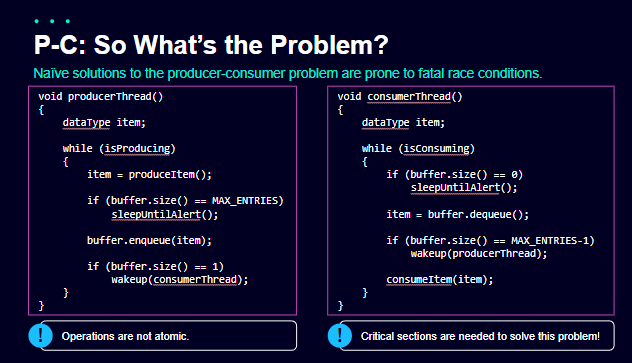 P-C: So What's the Problem?
Naïve solutions to the producer-consumer problem are prone to fatal race conditions.
void producerThread()
{
    dataType item;

    while (isProducing)
    {
        item = produceItem();

        if (buffer.size() == MAX_ENTRIES)
            sleepUntilAlert();

        buffer.enqueue(item);

        if (buffer.size() == 1)
            wakeup(consumerThread);
    }
}
! Operations are not atomic.
void consumerThread()
{
    dataType item;

    while (isConsuming)
    {
        if (buffer.size() == 0)
            sleepUntilAlert();

        item = buffer.dequeue();

        if (buffer.size() == MAX_ENTRIES-1)
            wakeup(producerThread);

        consumeItem(item);
    }
}
! Critical sections are needed to solve this problem!